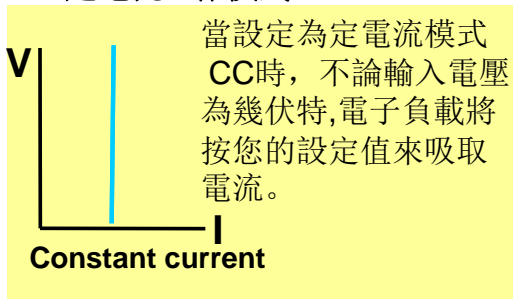 當設定為定電流模式
CC時，不論輸入電壓
為幾伏特,電子負載將
按您的設定值來吸取
電流。
V
I
Constant current